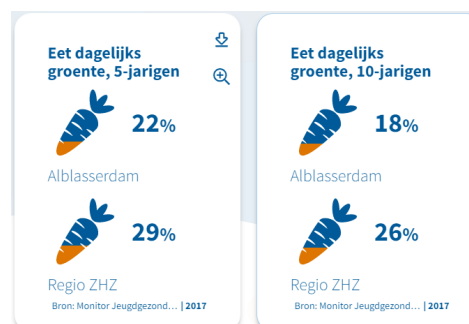 Eet dagelijks
groente, 5-jarigen
22%
Alblasserdam
29%
Regio ZHZ
Bron: Monitor Jeugdgezond... | 2017
Eet dagelijks
groente, 10-jarigen
18%
Alblasserdam
26%
Regio ZHZ
Bron: Monitor Jeugdgezond... | 2017